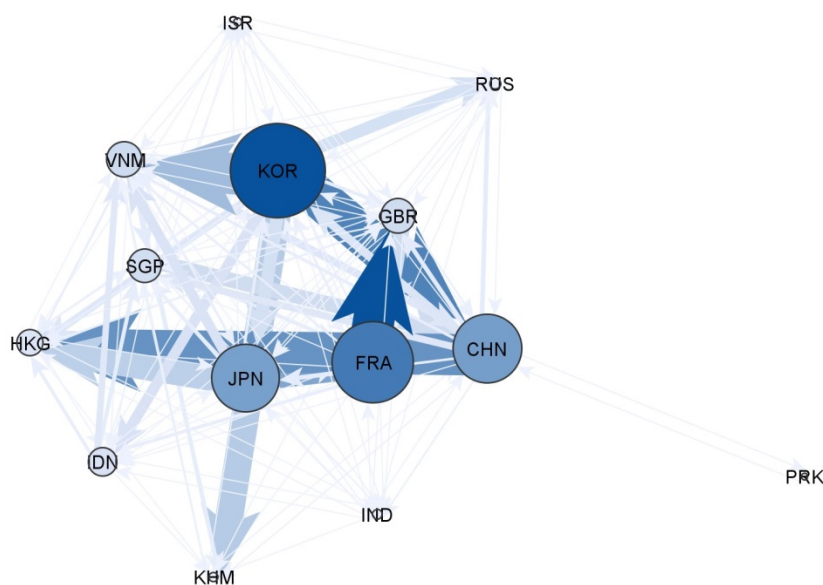 ISR
RUS
VNM
KOR
GBR
SGP
HKG
JPN
FRA
CHN
IDN
PRK
IND
KHM